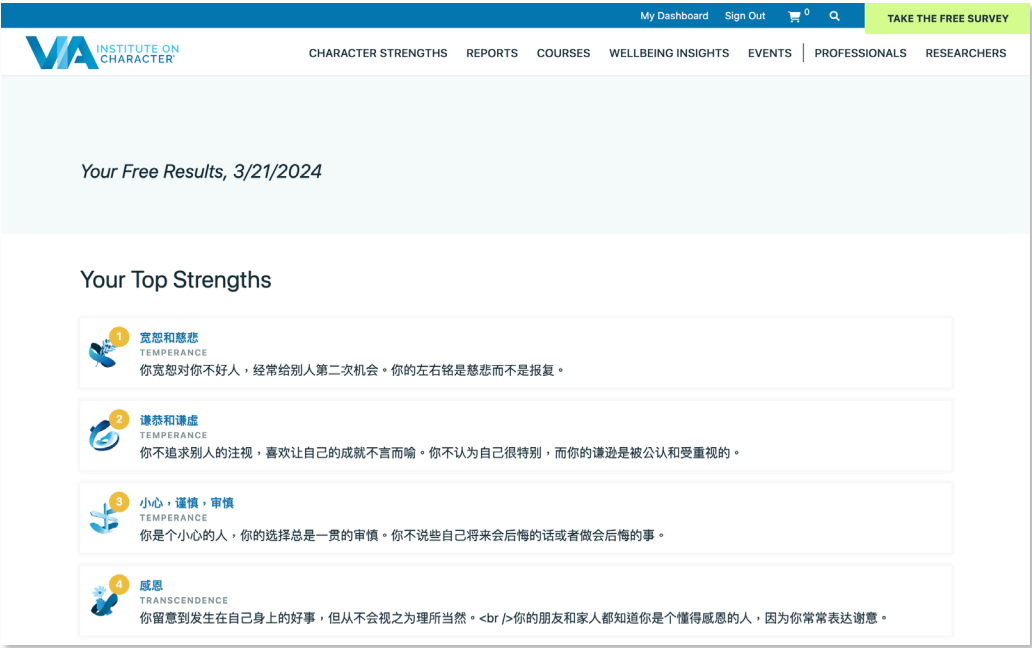 My Dashboard Sign Out 0 TAKE THE FREE SURVEY
VIA INSTITUTE ON
CHARACTER®
CHARACTER STRENGTHS REPORTS COURSES WELLBEING INSIGHTS EVENTS | PROFESSIONALS RESEARCHERS
Your Free Results, 3/21/2024
Your Top Strengths
1 宽恕和慈悲
TEMPERANCE
你宽恕对你不好人，经常给别人第二次机会。你的左右铭是慈悲而不是报复。
2 谦恭和谦虚
TEMPERANCE
你不追求别人的注视，喜欢让自己的成就不言而喻。你不认为自己很特别，而你的谦逊是被公认和受重视的。
3 小心，谨慎，审慎
TEMPERANCE
你是个小心的人，你的选择总是一贯的审慎。你不说些自己将来会后悔的话或者做会后悔的事。
4 感恩
TRANSCENDENCE
你留意到发生在自己身上的好事，但从不会视之为理所当然。<br />你的朋友和家人都知道你是个懂得感恩的人，因为你常常表达谢意。